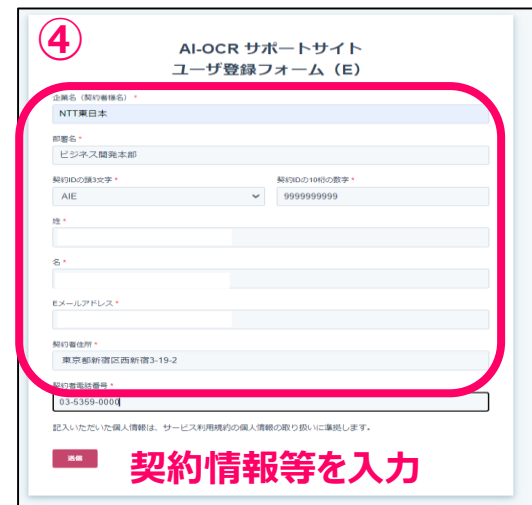 ④
AI-OCR サポートサイト
ユーザ登録フォーム（E）
企業名（契約者様名） *
NTT東日本
部署名 *
ビジネス開発本部
契約IDの頭3文字 *
契約IDの10桁の数字 *
AIE
9999999999
姓 *
名 *
Eメールアドレス *
契約者住所 *
東京都新宿区西新宿3-19-2
契約者電話番号 *
03-5359-0000
記入いただいた個人情報は、サービス利用規約の個人情報の取り扱いに準拠します。
送信
契約情報等を入力